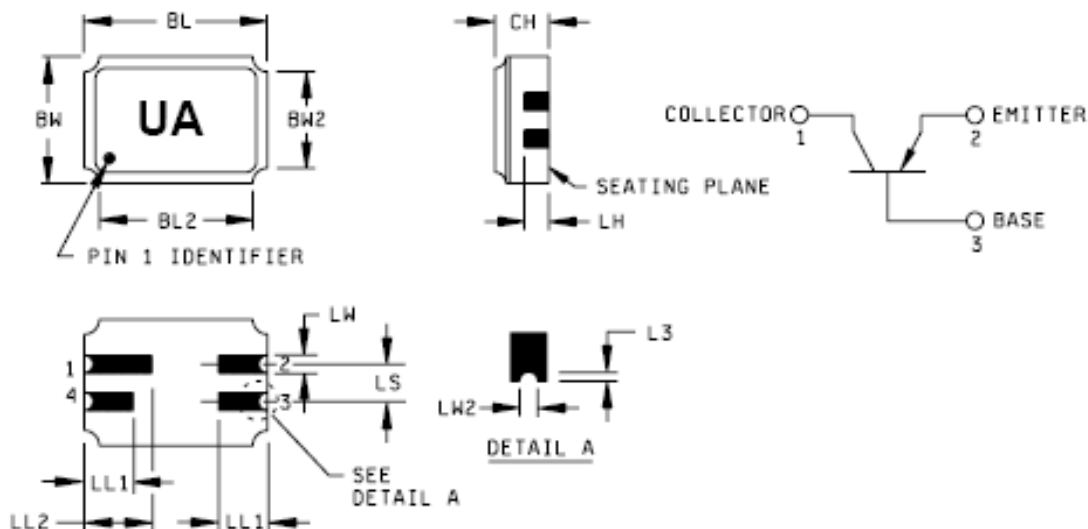 BL
CH
BW
UA
BW2
COLLECTOR
1
EMITTER
2
SEATING PLANE
BL2
LH
BASE
3
PIN 1 IDENTIFIER
LW
L3
1
2
LS
4
3
LW2
DETAIL A
LL1
SEE
DETAIL A
LL2
LL1